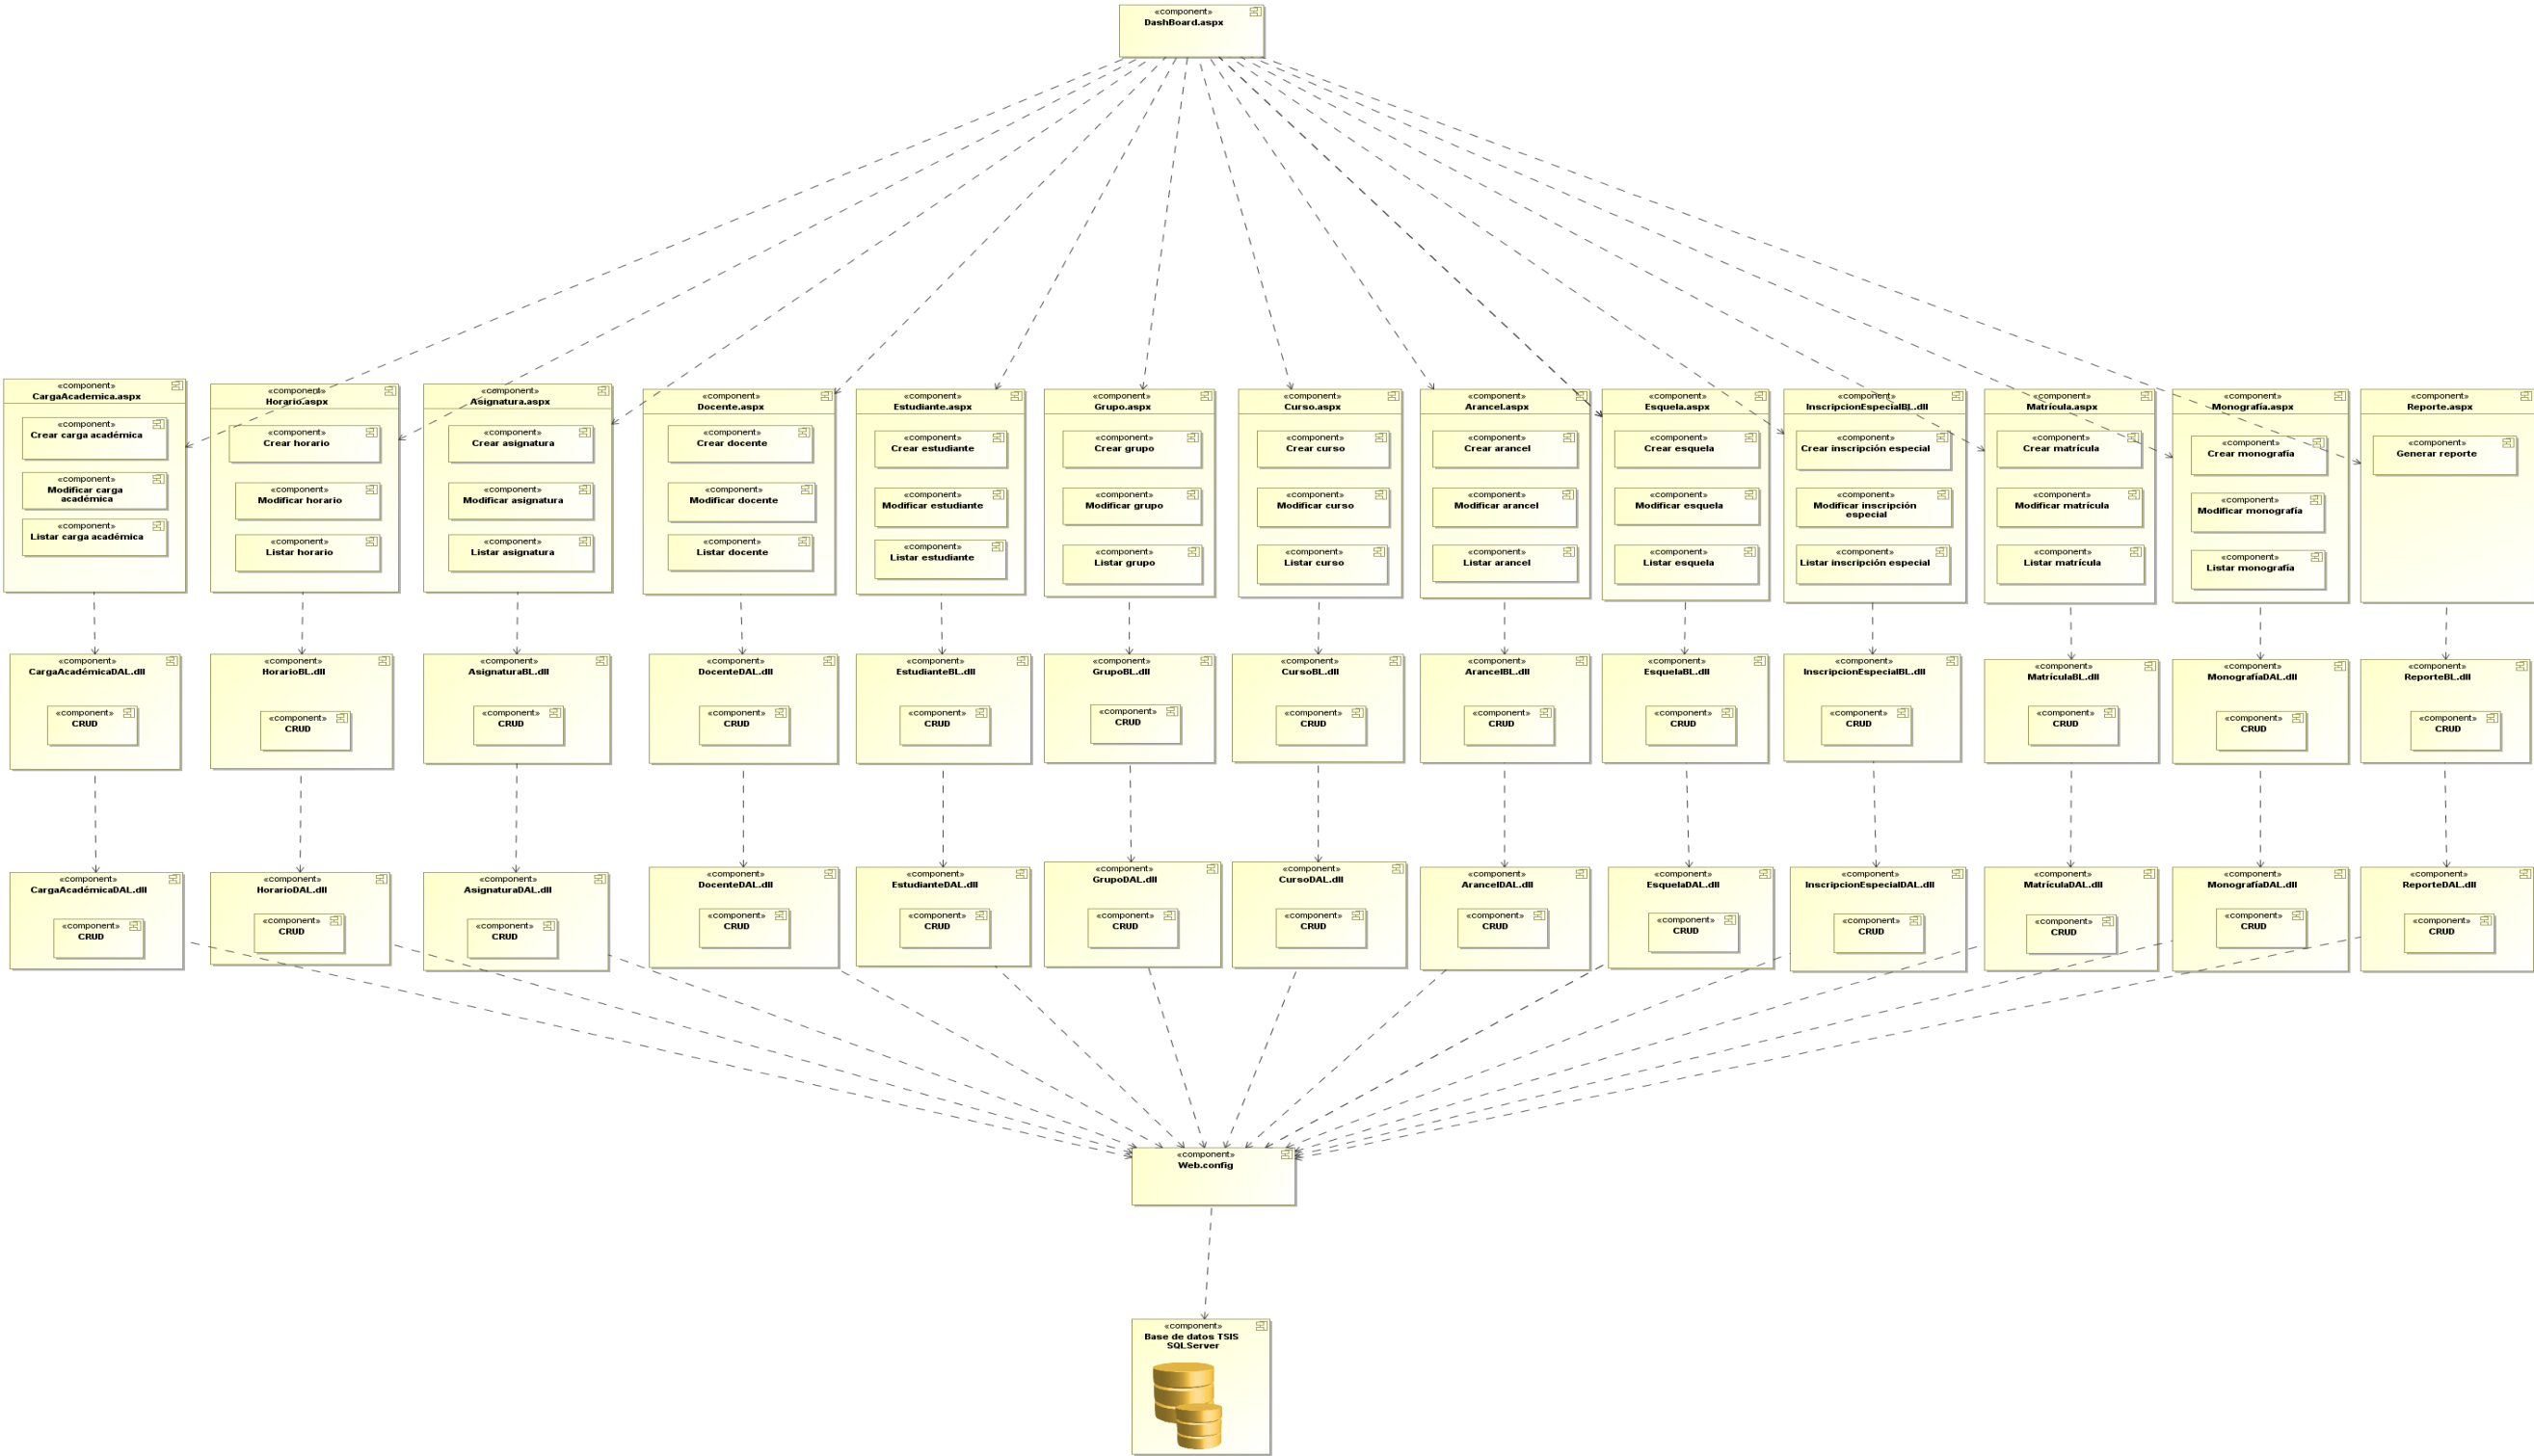 «component»
DashBoard.aspx
«component»
CargaAcademica.aspx
«component»
Crear carga académica
«component»
Modificar carga
académica
«component»
Listar carga académica
«component»
Horario.aspx
«component»
Crear horario
«component»
Modificar horario
«component»
Listar horario
«component»
Asignatura.aspx
«component»
Crear asignatura
«component»
Modificar asignatura
«component»
Listar asignatura
«component»
Docente.aspx
«component»
Crear docente
«component»
Modificar docente
«component»
Listar docente
«component»
Estudiante.aspx
«component»
Crear estudiante
«component»
Modificar estudiante
«component»
Listar estudiante
«component»
Grupo.aspx
«component»
Crear grupo
«component»
Modificar grupo
«component»
Listar grupo
«component»
Curso.aspx
«component»
Crear curso
«component»
Modificar curso
«component»
Listar curso
«component»
Arancel.aspx
«component»
Crear arancel
«component»
Modificar arancel
«component»
Listar arancel
«component»
Esquela.aspx
«component»
Crear esquela
«component»
Modificar esquela
«component»
Listar esquela
«component»
InscripcionEspecialBL.dll
«component»
Crear inscripción especial
«component»
Modificar inscripción
especial
«component»
Listar inscripción especial
«component»
Matrícula.aspx
«component»
Crear matrícula
«component»
Modificar matrícula
«component»
Listar matrícula
«component»
Monografía.aspx
«component»
Crear monografía
«component»
Modificar monografía
«component»
Listar monografía
«component»
Reporte.aspx
«component»
Generar reporte
«component»
CargaAcadémicaDAL.dll
«component»
CRUD
«component»
HorarioBL.dll
«component»
CRUD
«component»
AsignaturaBL.dll
«component»
CRUD
«component»
DocenteDAL.dll
«component»
CRUD
«component»
EstudianteBL.dll
«component»
CRUD
«component»
GrupoBL.dll
«component»
CRUD
«component»
CursoBL.dll
«component»
CRUD
«component»
ArancelBL.dll
«component»
CRUD
«component»
EsquelaBL.dll
«component»
CRUD
«component»
InscripcionEspecialBL.dll
«component»
CRUD
«component»
MatrículaBL.dll
«component»
CRUD
«component»
MonografíaDAL.dll
«component»
CRUD
«component»
ReporteBL.dll
«component»
CRUD
«component»
CargaAcadémicaDAL.dll
«component»
CRUD
«component»
HorarioDAL.dll
«component»
CRUD
«component»
AsignaturaDAL.dll
«component»
CRUD
«component»
DocenteDAL.dll
«component»
CRUD
«component»
EstudianteDAL.dll
«component»
CRUD
«component»
GrupoDAL.dll
«component»
CRUD
«component»
CursoDAL.dll
«component»
CRUD
«component»
ArancelDAL.dll
«component»
CRUD
«component»
EsquelaDAL.dll
«component»
CRUD
«component»
InscripcionEspecialDAL.dll
«component»
CRUD
«component»
MatrículaDAL.dll
«component»
CRUD
«component»
MonografíaDAL.dll
«component»
CRUD
«component»
ReporteDAL.dll
«component»
CRUD
«component»
Web.config
«component»
Base de datos TSIS
SQLServer